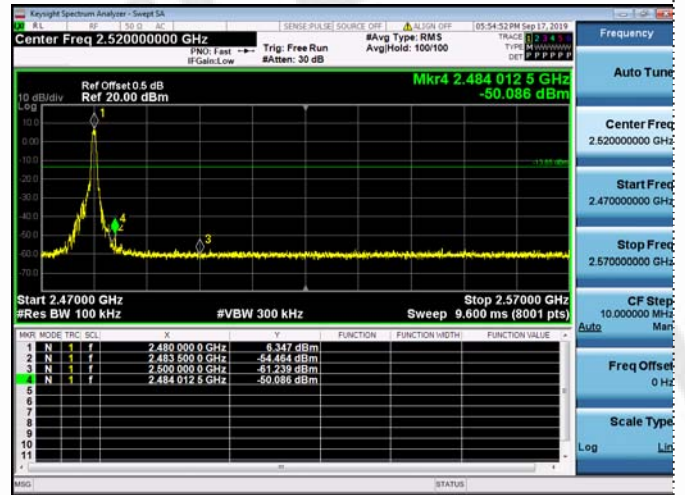 Keysight Spectrum Analyzer - Swept SA
RL RF 50 Ω AC SENSE:PULSE SOURCE OFF ALIGN OFF 05:54:52 PM Sep 17, 2019
Center Freq 2.520000000 GHz
PNO: Fast
IFGain:Low
Trig: Free Run
#Atten: 30 dB
#Avg Type: RMS
Avg|Hold: 100/100
TRACE 1 2 3 4 5 6
TYPE M W W W W W
DET P P P P P P
Ref Offset 0.5 dB
10 dB/div Ref 20.00 dBm
Log
Mkr4 2.484 012 5 GHz
-50.086 dBm
10.0
0.00
-10.0
-20.0
-30.0
-40.0
-50.0
-60.0
-70.0
1
4
2
3
-13.65 dBm
Start 2.47000 GHz Stop 2.57000 GHz
#Res BW 100 kHz #VBW 300 kHz Sweep 9.600 ms (8001 pts)
MKR MODE TRC SCL X Y FUNCTION FUNCTION WIDTH FUNCTION VALUE
1 N 1 f 2.480 000 0 GHz 6.347 dBm
2 N 1 f 2.483 500 0 GHz -54.464 dBm
3 N 1 f 2.500 000 0 GHz -61.239 dBm
4 N 1 f 2.484 012 5 GHz -50.086 dBm
5
6
7
8
9
10
11
MSG STATUS
Frequency
Auto Tune
Center Freq
2.520000000 GHz
Start Freq
2.470000000 GHz
Stop Freq
2.570000000 GHz
CF Step
10.000000 MHz
Auto Man
Freq Offset
0 Hz
Scale Type
Log Lin